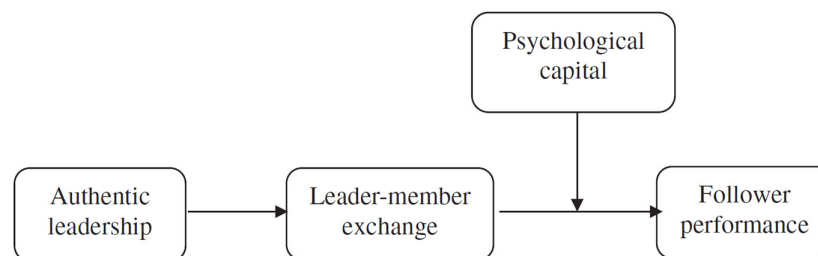 Psychological
capital
Authentic
leadership
Leader-member
exchange
Follower
performance